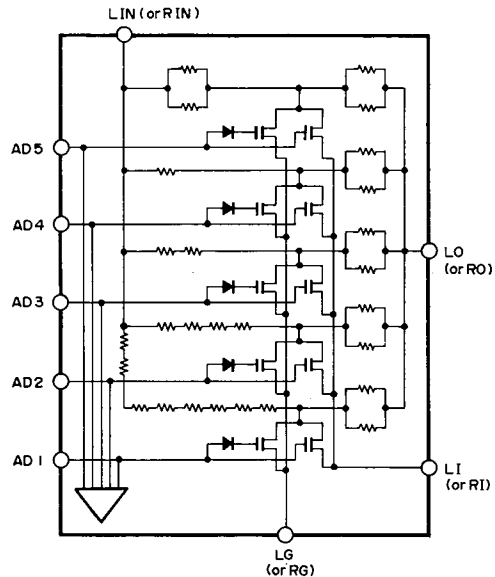 LIN (or RIN)
AD5
AD4
LO
(or RO)
AD3
AD2
AD1
LI
(or RI)
LG
(or RG)